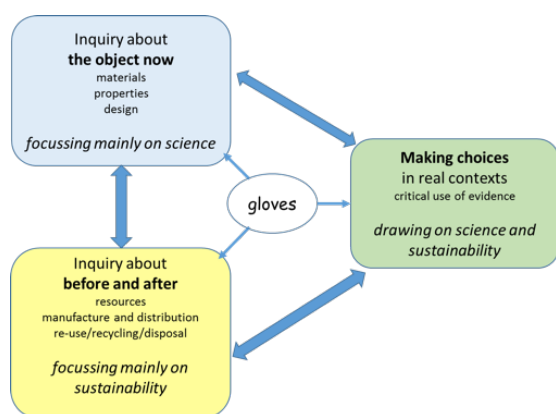 Inquiry about
the object now
materials
properties
design
focussing mainly on science
gloves
Making choices
in real contexts
critical use of evidence
drawing on science and
sustainability
Inquiry about
before and after
resources
manufacture and distribution
re-use/recycling/disposal
focussing mainly on
sustainability